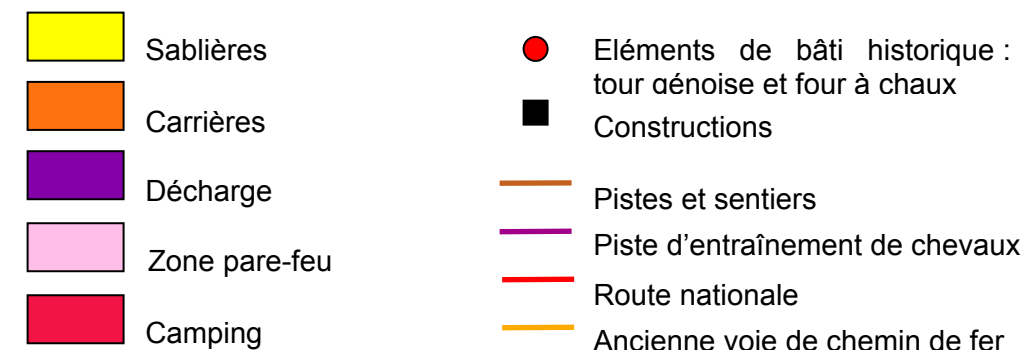 Sablières
Carrières
Décharge
Zone pare-feu
Camping
Eléments de bâti historique :
tour génoise et four à chaux
Constructions
Pistes et sentiers
Piste d’entraînement de chevaux
Route nationale
Ancienne voie de chemin de fer